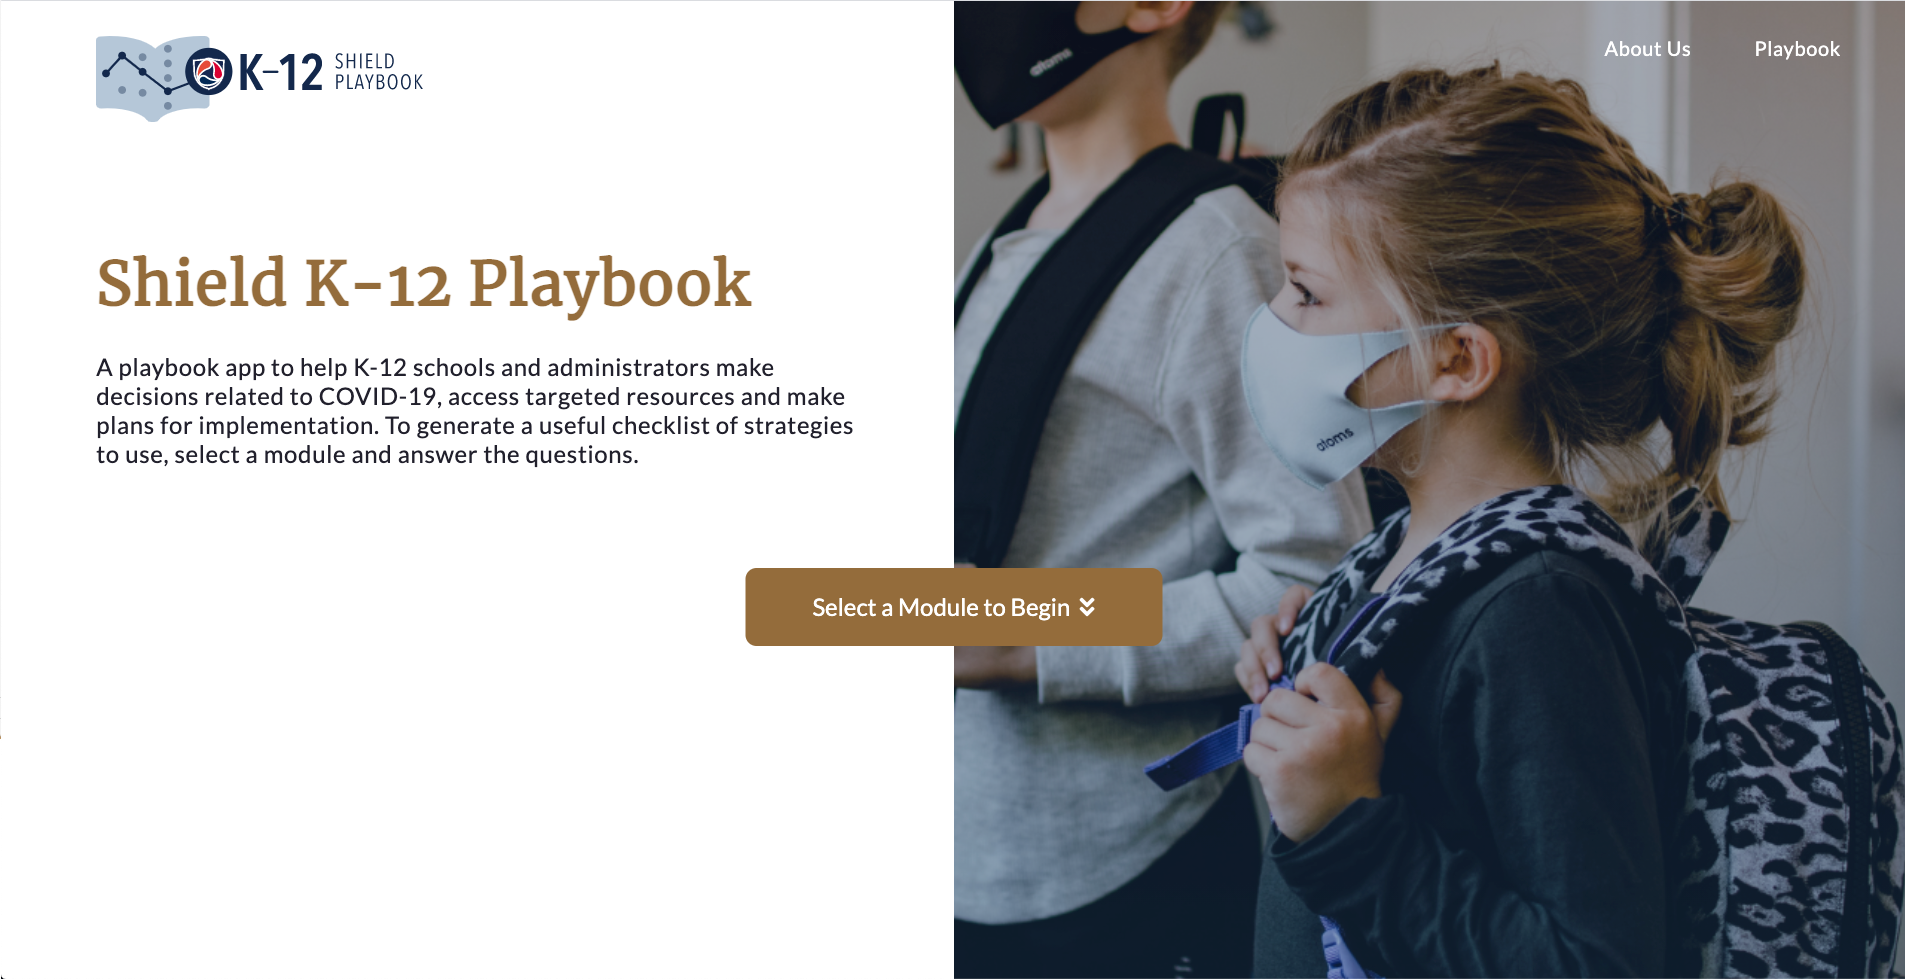 K-12 SHIELD
PLAYBOOK
About Us
Playbook
Shield K-12 Playbook
A playbook app to help K-12 schools and administrators make
decisions related to COVID-19, access targeted resources and make
plans for implementation. To generate a useful checklist of strategies
to use, select a module and answer the questions.
Select a Module to Begin
atoms
atoms